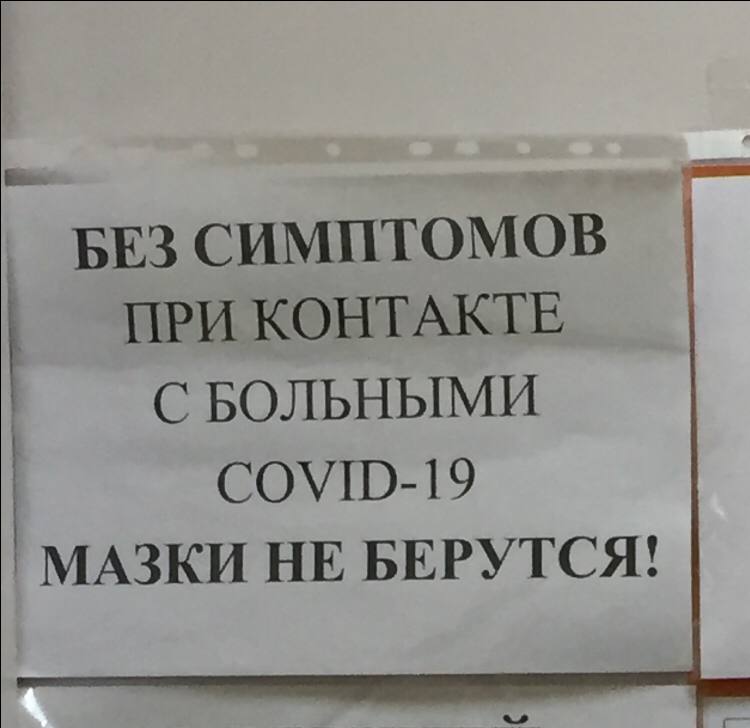 БЕЗ СИМПТОМОВ
ПРИ КОНТАКТЕ
С БОЛЬНЫМИ
COVID-19
МАЗКИ НЕ БЕРУТСЯ!